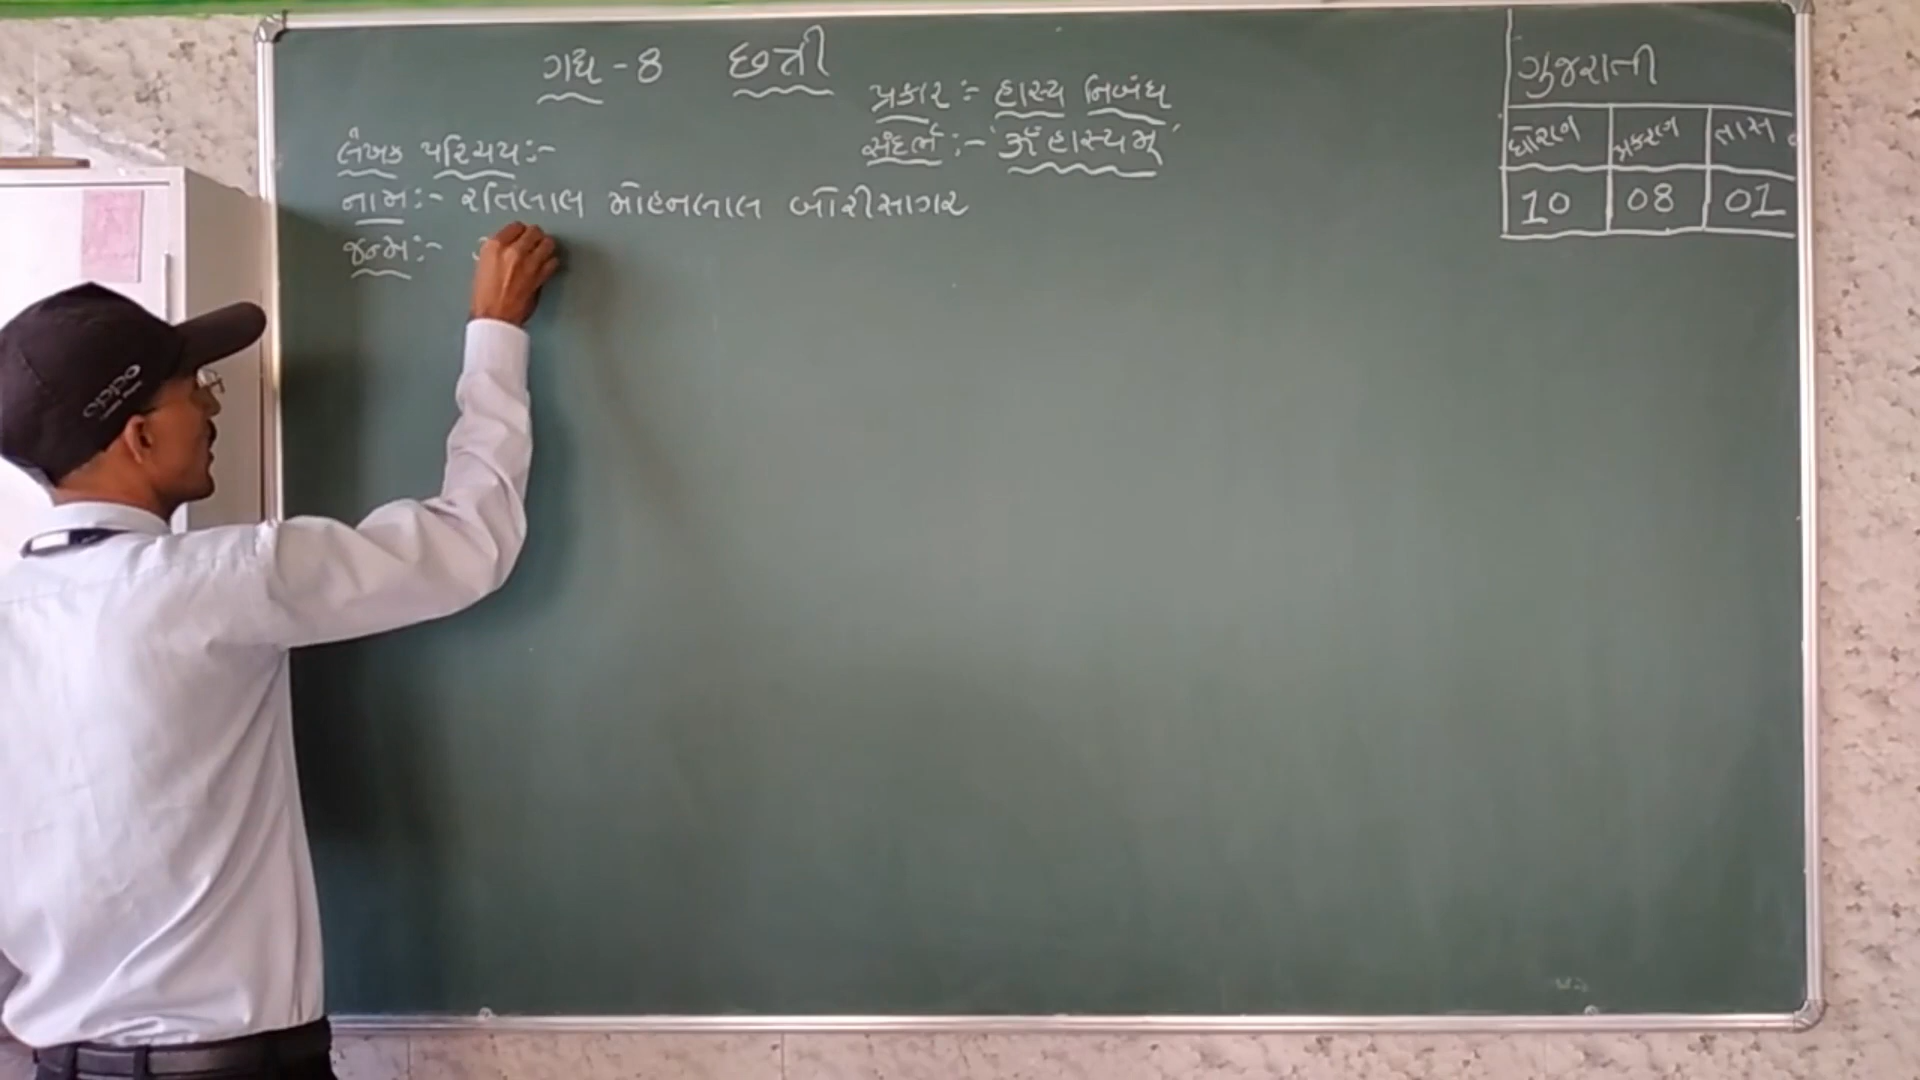 ગદ્ય - 8 છત્રી
પ્રકાર :- હાસ્ય નિબંધ
સંદર્ભ :- 'ૐ હાસ્યમ્'
લેખક પરિચય :-
નામ :- રતિલાલ મોહનલાલ બોરીસાગર
જન્મ :-
ગુજરાતી
ધોરણ પ્રકરણ તાસ
10 08 01
oppo